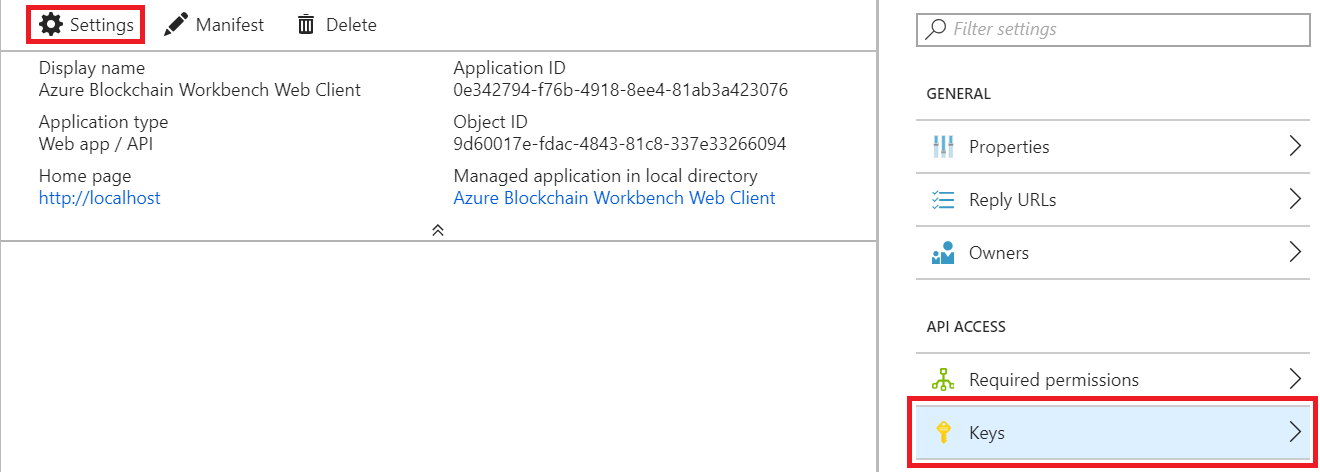 Settings Manifest Delete
Display name
Azure Blockchain Workbench Web Client
Application type
Web app / API
Home page
http://localhost
Application ID
0e342794-f76b-4918-8ee4-81ab3a423076
Object ID
9d60017e-fdac-4843-81c8-337e33266094
Managed application in local directory
Azure Blockchain Workbench Web Client
Filter settings
GENERAL
Properties
Reply URLs
Owners
API ACCESS
Required permissions
Keys